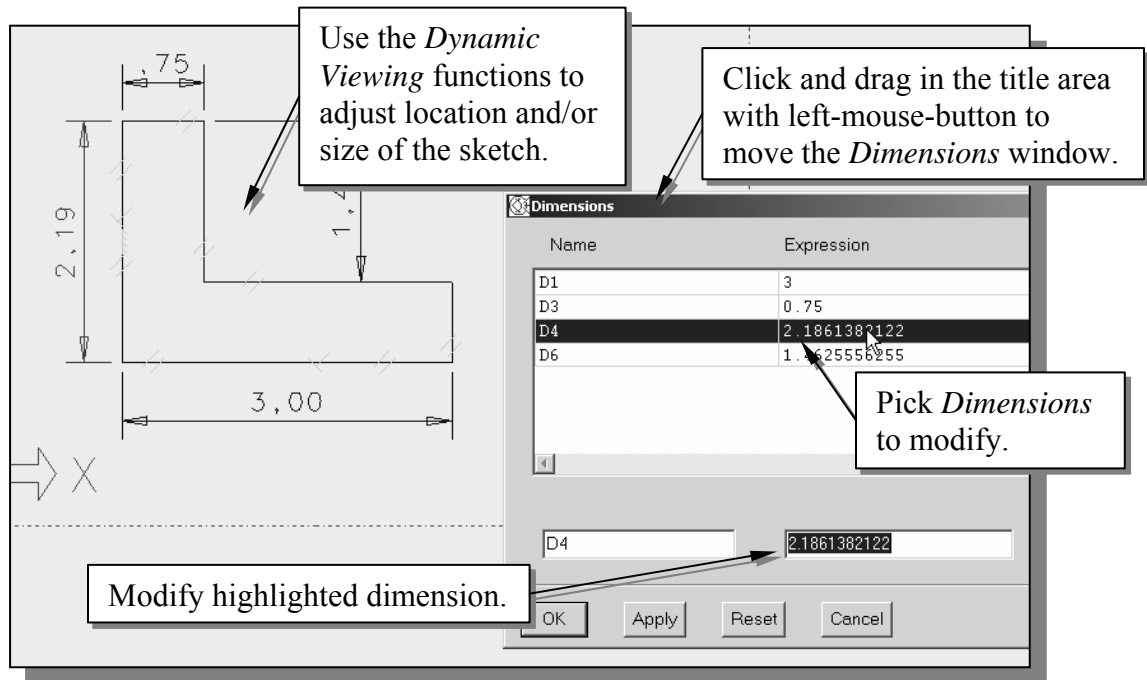 Use the Dynamic
Viewing functions to
adjust location and/or
size of the sketch.
Click and drag in the title area
with left-mouse-button to
move the Dimensions window.
.75
2.19
3.00
X
Dimensions
Name Expression
D1 3
D3 0.75
D4 2.1861382122
D6 1.4625556255
Pick Dimensions
to modify.
D4 2.1861382122
Modify highlighted dimension.
OK Apply Reset Cancel